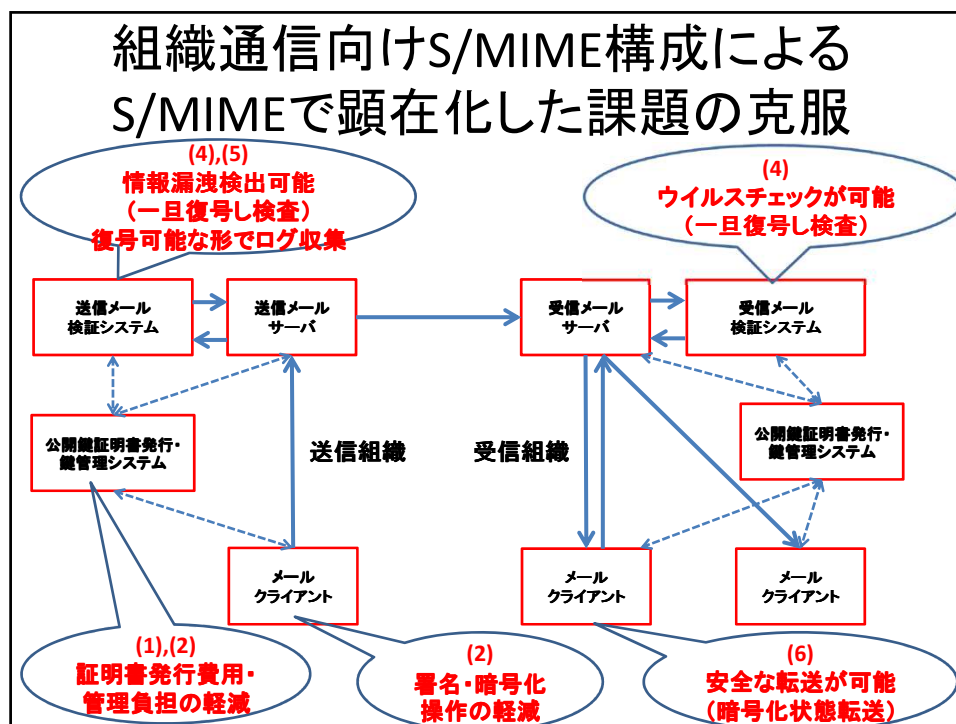 組織通信向けS/MIME構成による
S/MIMEで顕在化した課題の克服
(4),(5)
情報漏洩検出可能
（一旦復号し検査）
復号可能な形でログ収集
(4)
ウイルスチェックが可能
（一旦復号し検査）
送信メール
検証システム
送信メール
サーバ
受信メール
サーバ
受信メール
検証システム
公開鍵証明書発行・
鍵管理システム
送信組織
受信組織
公開鍵証明書発行・
鍵管理システム
メール
クライアント
メール
クライアント
メール
クライアント
(1),(2)
証明書発行費用・
管理負担の軽減
(2)
署名・暗号化
操作の軽減
(6)
安全な転送が可能
（暗号化状態転送）